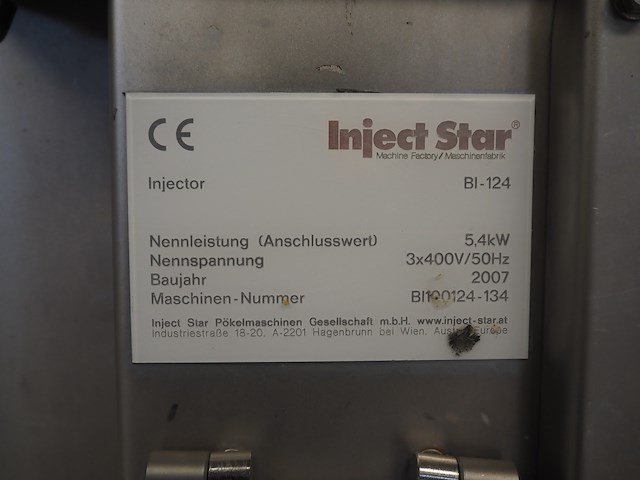 CE
Inject Star®
Machine Factory/Maschinenfabrik
Injector BI-124
Nennleistung (Anschlusswert) 5,4kW
Nennspannung 3x400V/50Hz
Baujahr 2007
Maschinen-Nummer BI100124-134
Inject Star Pökelmaschinen Gesellschaft m.b.H. www.inject-star.at
Industriestraße 18-20, A-2201 Hagenbrunn bei Wien, Europe